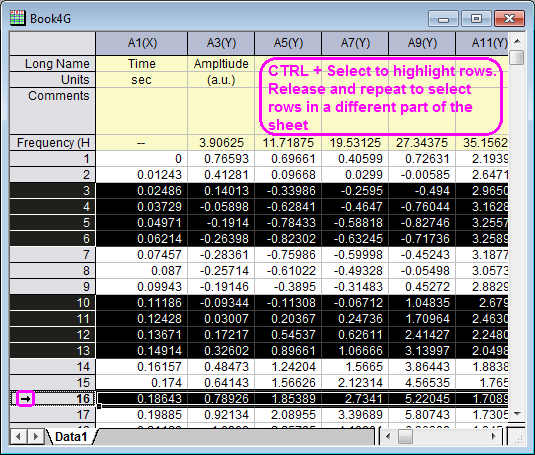 Book4G
A1(X) A3(Y) A5(Y) A7(Y) A9(Y) A11(Y)
Long Name Time Ampltiude
Units sec (a.u.)
Comments
CTRL + Select to highlight rows.
Release and repeat to select
rows in a different part of the
sheet
Frequency (H -- 3.90625 11.71875 19.53125 27.34375 35.1562
1 0 0.76593 0.69661 0.40599 0.72631 2.1939
2 0.01243 0.41281 0.09668 0.0299 -0.00585 2.6471
3 0.02486 0.14013 -0.33986 -0.2595 -0.494 2.9650
4 0.03729 -0.05898 -0.62841 -0.4647 -0.76044 3.1628
5 0.04971 -0.1914 -0.78433 -0.58818 -0.82746 3.2557
6 0.06214 -0.26398 -0.82302 -0.63245 -0.71736 3.2589
7 0.07457 -0.28361 -0.75986 -0.59998 -0.45243 3.1877
8 0.087 -0.25714 -0.61022 -0.49328 -0.05498 3.0573
9 0.09943 -0.19146 -0.3895 -0.31483 0.45272 2.8829
10 0.11186 -0.09344 -0.11308 -0.06712 1.04835 2.679
11 0.12428 0.03007 0.20367 0.24736 1.70964 2.4630
12 0.13671 0.17217 0.54537 0.62611 2.41427 2.2480
13 0.14914 0.32602 0.89661 1.06666 3.13997 2.0498
14 0.16157 0.48473 1.24204 1.5665 3.86443 1.8838
15 0.174 0.64143 1.56626 2.12314 4.56535 1.765
16 0.18643 0.78926 1.85389 2.7341 5.22045 1.7089
17 0.19885 0.92134 2.08955 3.39689 5.80743 1.7305
Data1